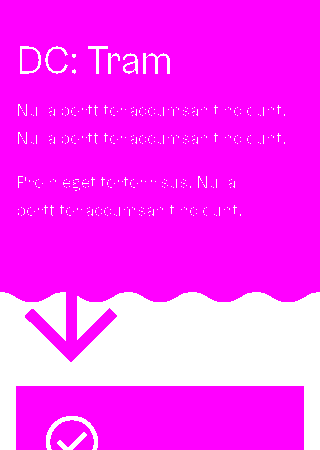 DC: Tram
Nulla porttitor accumsan tincidunt.
Nulla porttitor accumsan tincidunt.
Proin eget tortor risus. Nulla
porttitor accumsan tincidunt.